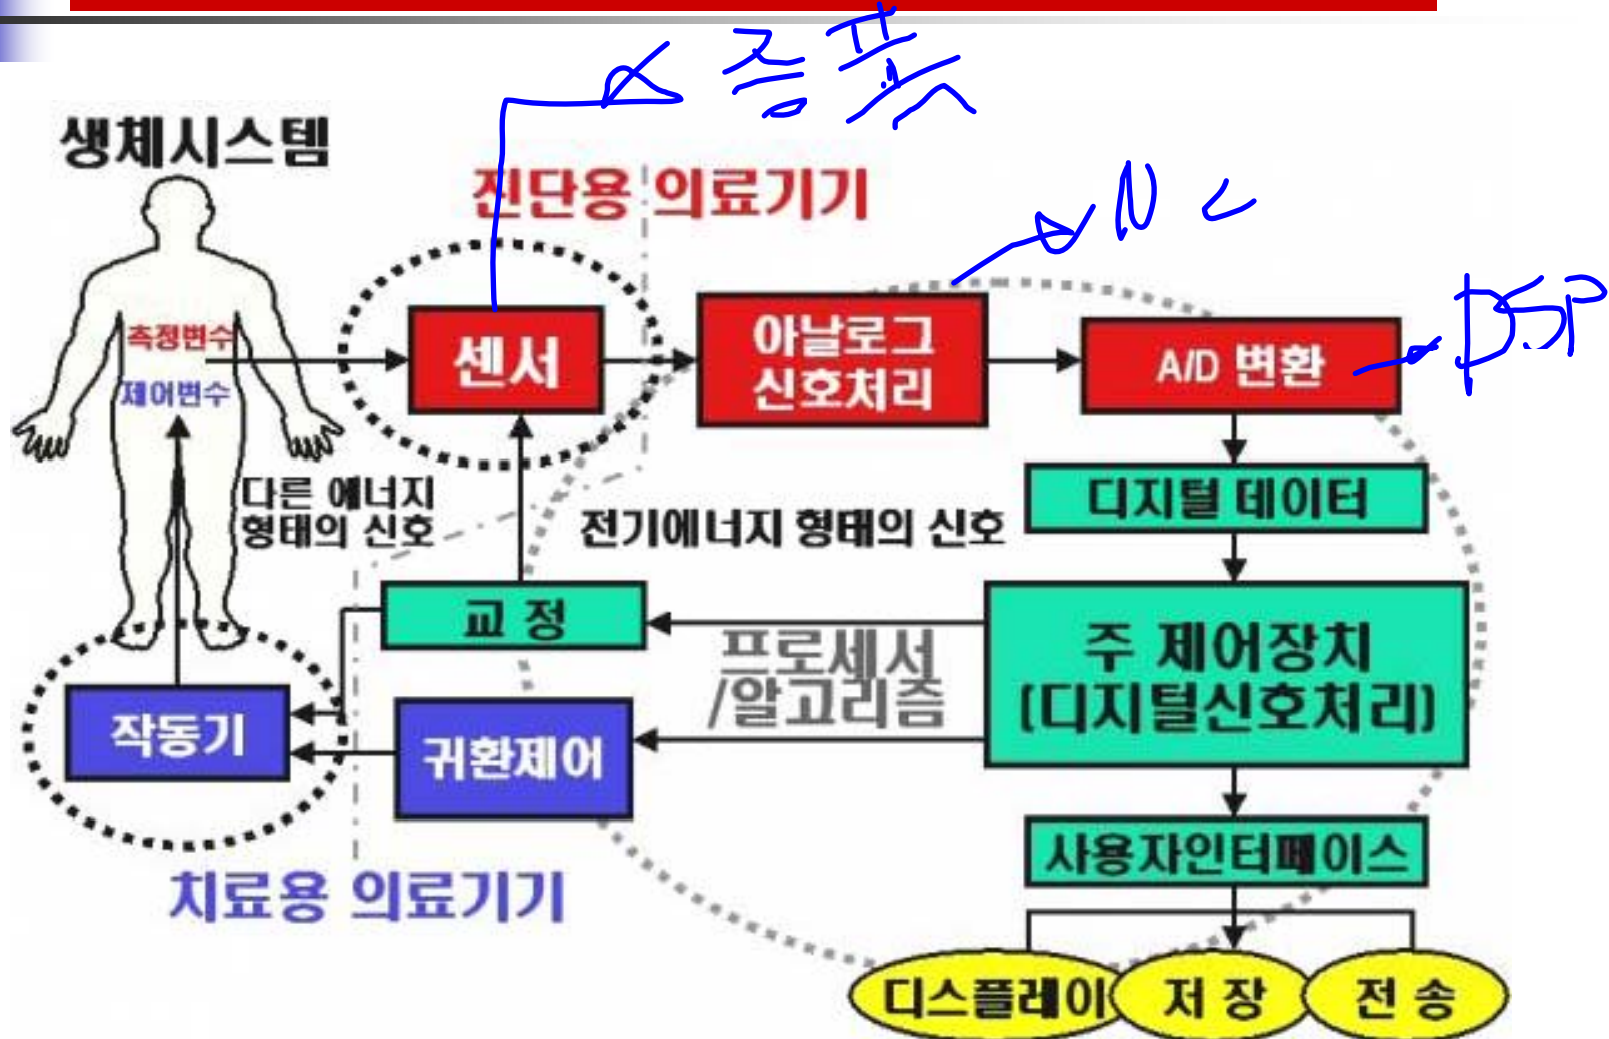 증폭
생체시스템
진단용 의료기기
N
DSP
측정변수
제어변수
센서
아날로그
신호처리
A/D 변환
다른 에너지
형태의 신호
전기에너지 형태의 신호
디지털 데이터
교 정
프로세서
/알고리즘
주 제어장치
(디지털신호처리)
작동기
귀환제어
사용자인터페이스
치료용 의료기기
디스플레이
저 장
전 송